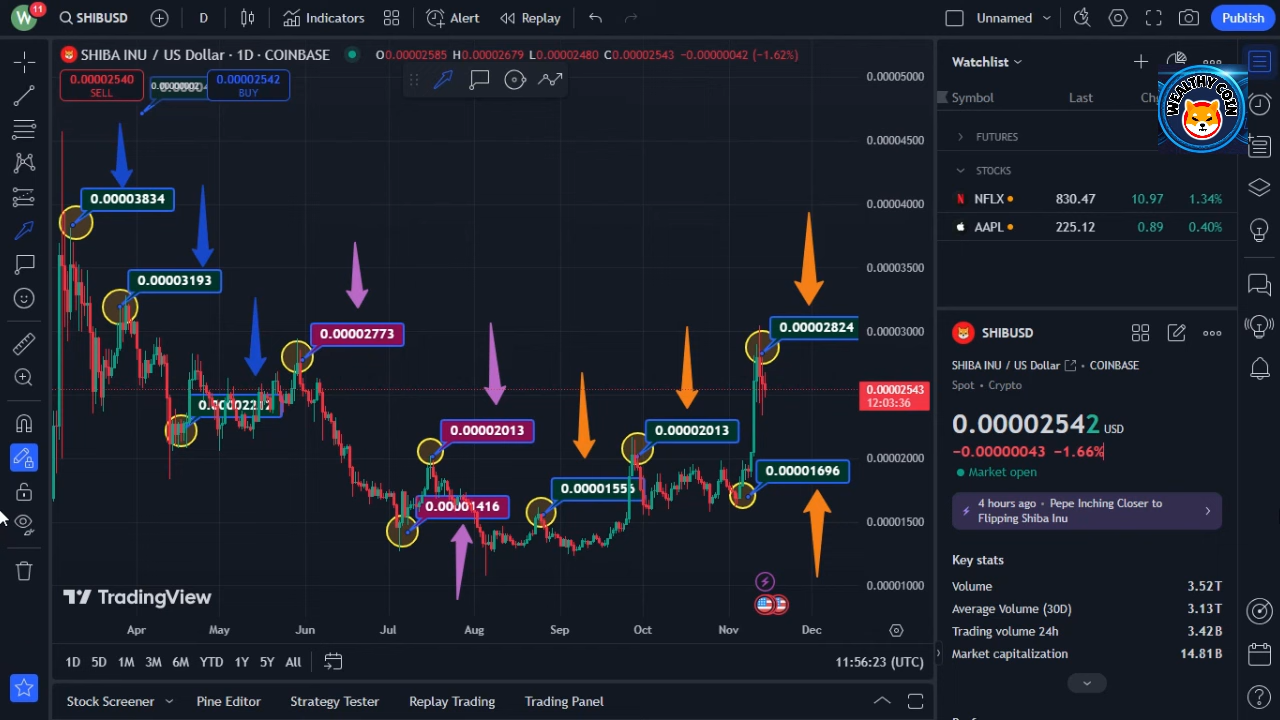 W 11 SHIBUSD D Indicators Alert Replay Unnamed Publish
SHIBA INU / US Dollar · 1D · COINBASE O0.00002585 H0.00002679 L0.00002480 C0.00002543 −0.00000042 (−1.62%)
0.00002540
SELL
0.00002542
BUY
0.00003834
0.00003193
0.00002773
0.00002824
0.00002013
0.00002013
0.00001696
0.00001416
0.00005000
0.00004500
0.00004000
0.00003500
0.00003000
0.00002543
12:03:36
0.00002000
0.00001500
0.00001000
TradingView
Apr May Jun Jul Aug Sep Oct Nov Dec
1D 5D 1M 3M 6M YTD 1Y 5Y All 11:56:23 (UTC)
Stock Screener Pine Editor Strategy Tester Replay Trading Trading Panel
Watchlist
Symbol Last
WEALTHY COIN
FUTURES
STOCKS
NFLX 830.47 10.97 1.34%
AAPL 225.12 0.89 0.40%
SHIBUSD
SHIBA INU / US Dollar · COINBASE
Spot · Crypto
0.00002542 USD
−0.00000043 −1.66%
Market open
4 hours ago · Pepe Inching Closer to
Flipping Shiba Inu
Key stats
Volume 3.52T
Average Volume (30D) 3.13T
Trading volume 24h 3.42B
Market capitalization 14.81B